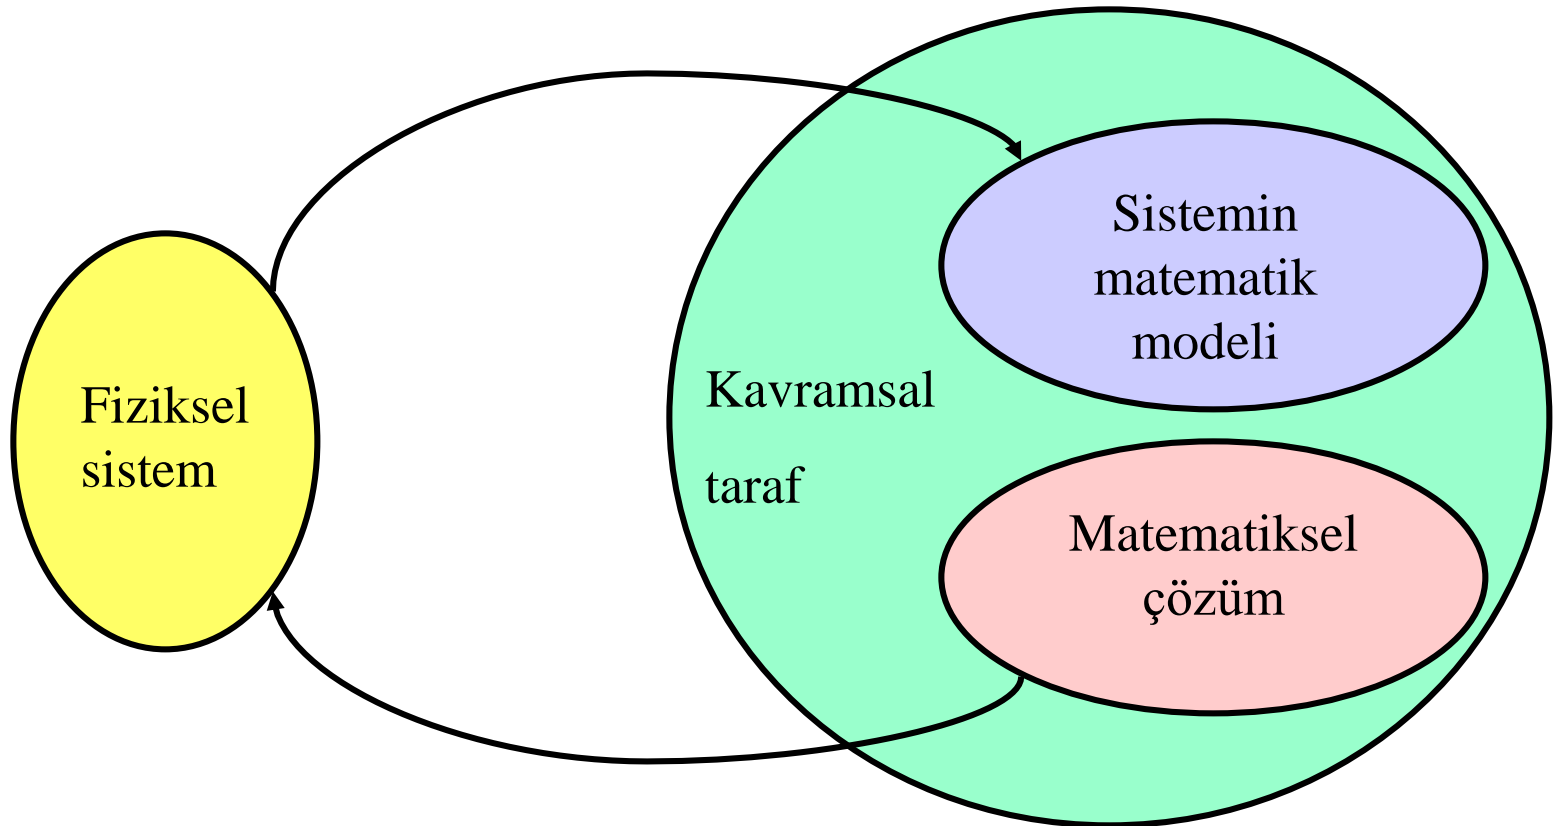 Fiziksel
sistem
Kavramsal
taraf
Sistemin
matematik
modeli
Matematiksel
çözüm